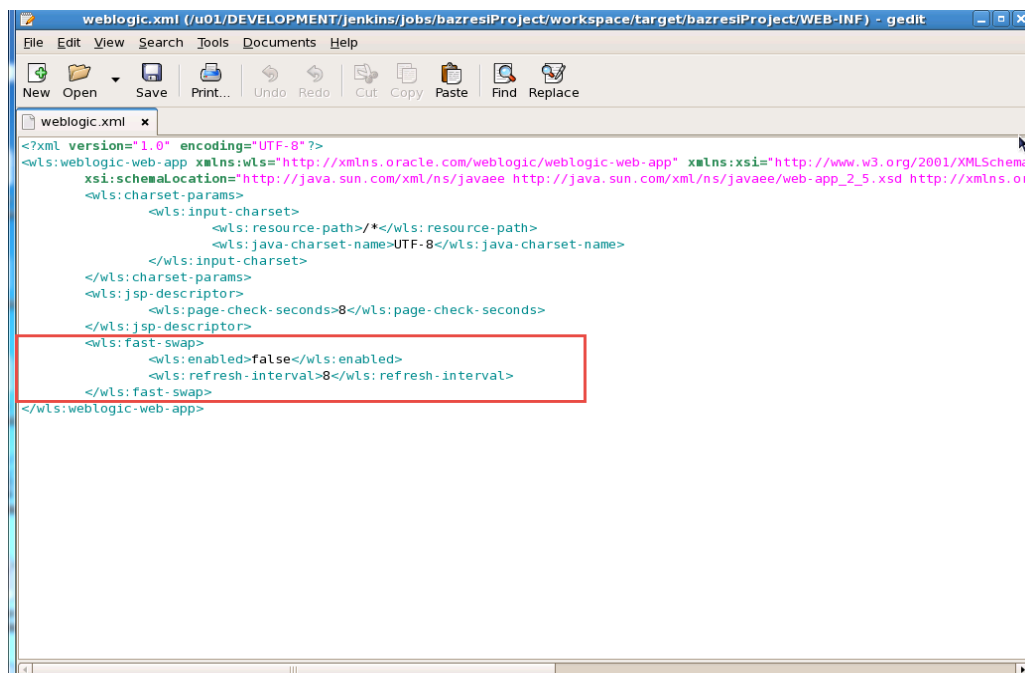 weblogic.xml (/u01/DEVELOPMENT/jenkins/jobs/bazresiProject/workspace/target/bazresiProject/WEB-INF) - gedit
File Edit View Search Tools Documents Help
New Open Save Print... Undo Redo Cut Copy Paste Find Replace
weblogic.xml
<?xml version="1.0" encoding="UTF-8"?>
<wls:weblogic-web-app xmlns:wls="http://xmlns.oracle.com/weblogic/weblogic-web-app" xmlns:xsi="http://www.w3.org/2001/XMLSchema
xsi:schemaLocation="http://java.sun.com/xml/ns/javaee http://java.sun.com/xml/ns/javaee/web-app_2_5.xsd http://xmlns.or
<wls:charset-params>
<wls:input-charset>
<wls:resource-path>/*</wls:resource-path>
<wls:java-charset-name>UTF-8</wls:java-charset-name>
</wls:input-charset>
</wls:charset-params>
<wls:jsp-descriptor>
<wls:page-check-seconds>8</wls:page-check-seconds>
</wls:jsp-descriptor>
<wls:fast-swap>
<wls:enabled>false</wls:enabled>
<wls:refresh-interval>8</wls:refresh-interval>
</wls:fast-swap>
</wls:weblogic-web-app>